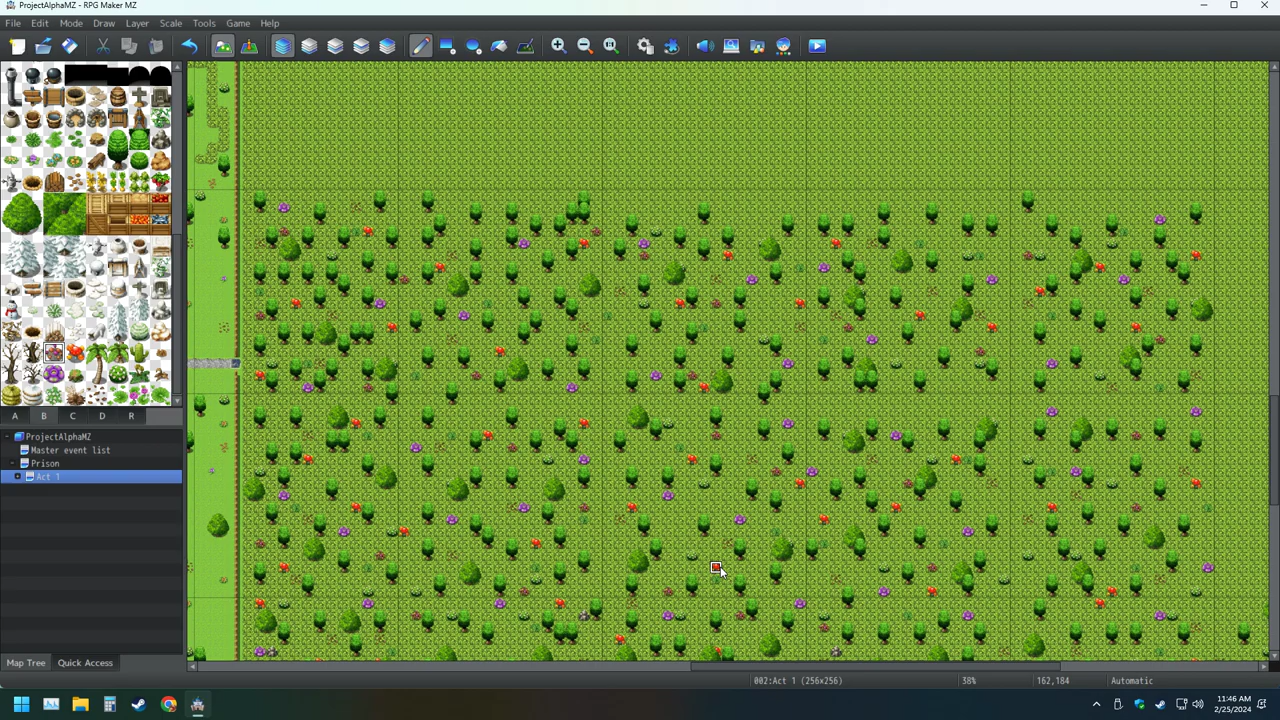 ProjectAlphaMZ - RPG Maker MZ
File Edit Mode Draw Layer Scale Tools Game Help
A B C D R
ProjectAlphaMZ
Master event list
Prison
Act 1
Map Tree Quick Access
002:Act 1 (256x256) 38% 162,184 Automatic
11:46 AM
2/25/2024